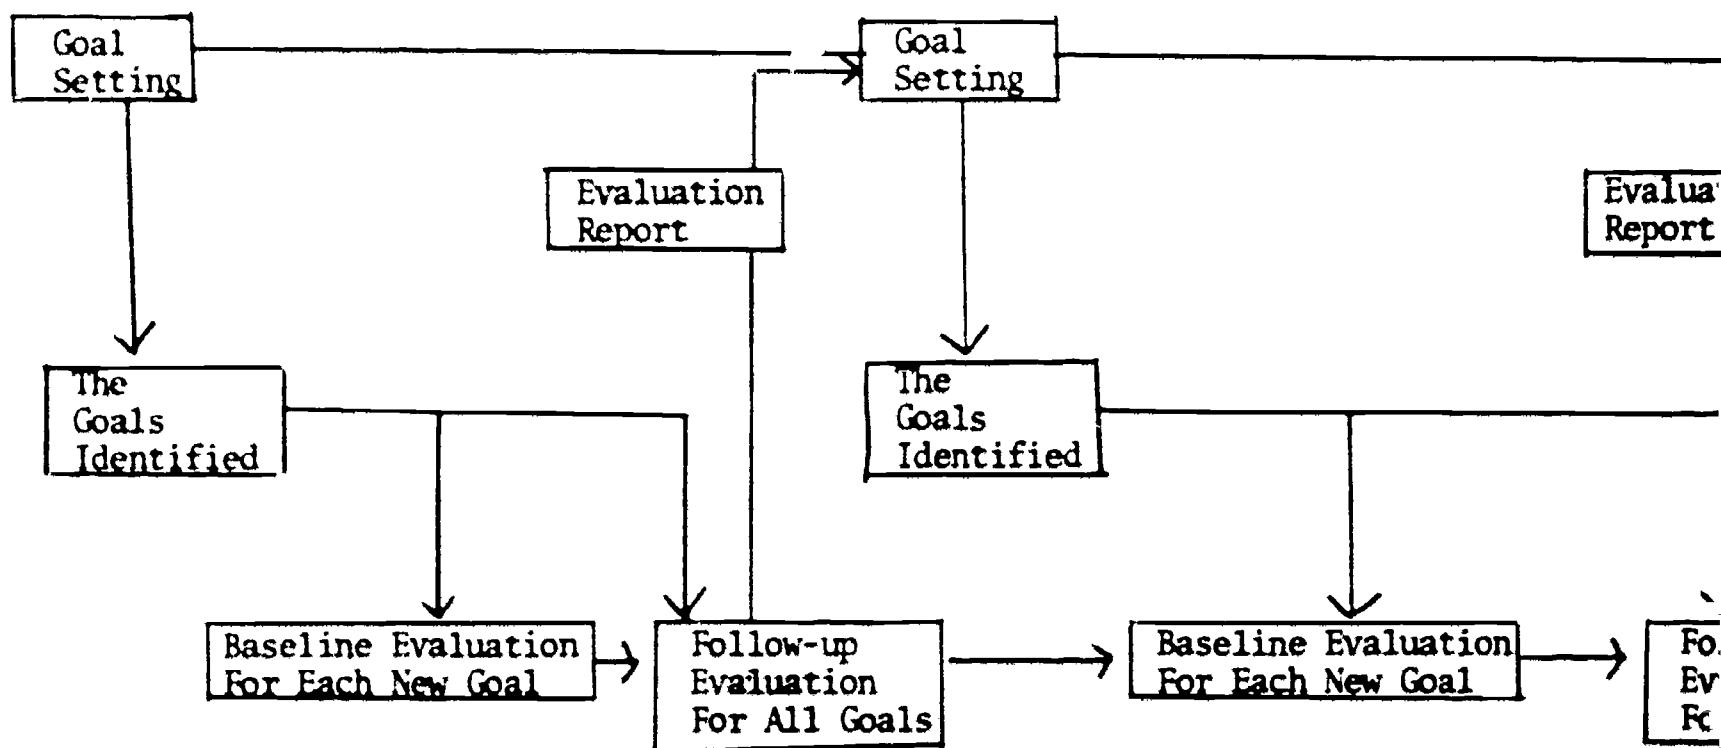 Goal
Setting
Goal
Setting
Evaluation
Report
Report
The
Goals
Identified
The
Goals
Identified
Baseline Evaluation
For Each New Goal
Follow-up
Evaluation
For All Goals
Baseline Evaluation
For Each New Goal